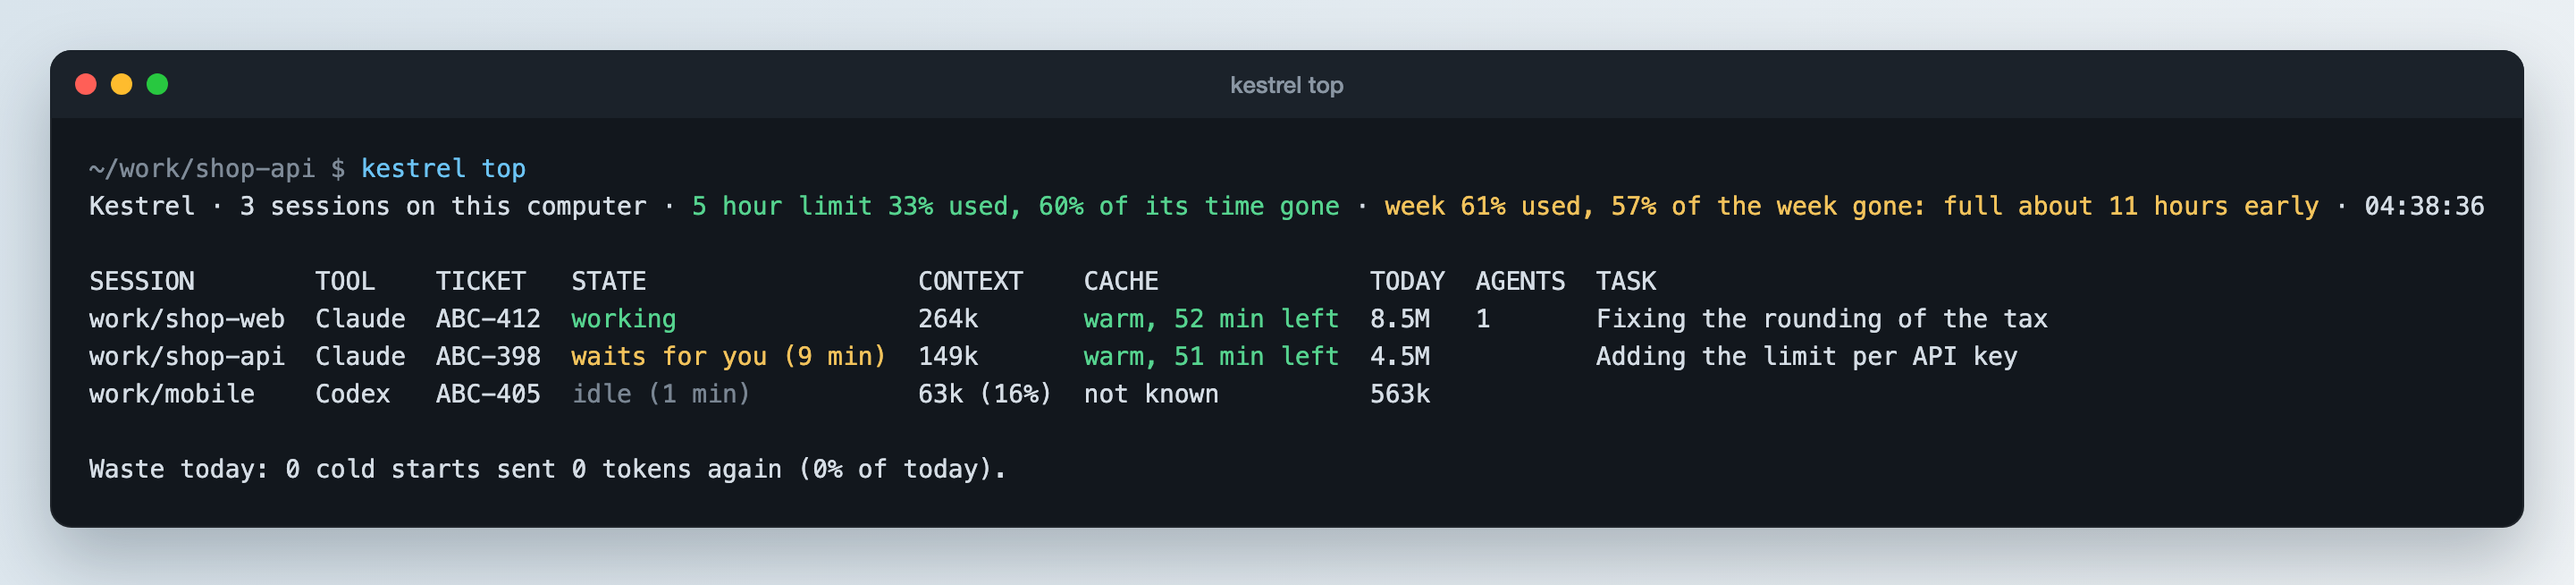 kestrel top
~/work/shop-api $ kestrel top
Kestrel · 3 sessions on this computer · 5 hour limit 33% used, 60% of its time gone · week 61% used, 57% of the week gone: full about 11 hours early · 04:38:36
SESSION TOOL TICKET STATE CONTEXT CACHE TODAY AGENTS TASK
work/shop-web Claude ABC-412 working 264k warm, 52 min left 8.5M 1 Fixing the rounding of the tax
work/shop-api Claude ABC-398 waits for you (9 min) 149k warm, 51 min left 4.5M Adding the limit per API key
work/mobile Codex ABC-405 idle (1 min) 63k (16%) not known 563k
Waste today: 0 cold starts sent 0 tokens again (0% of today).